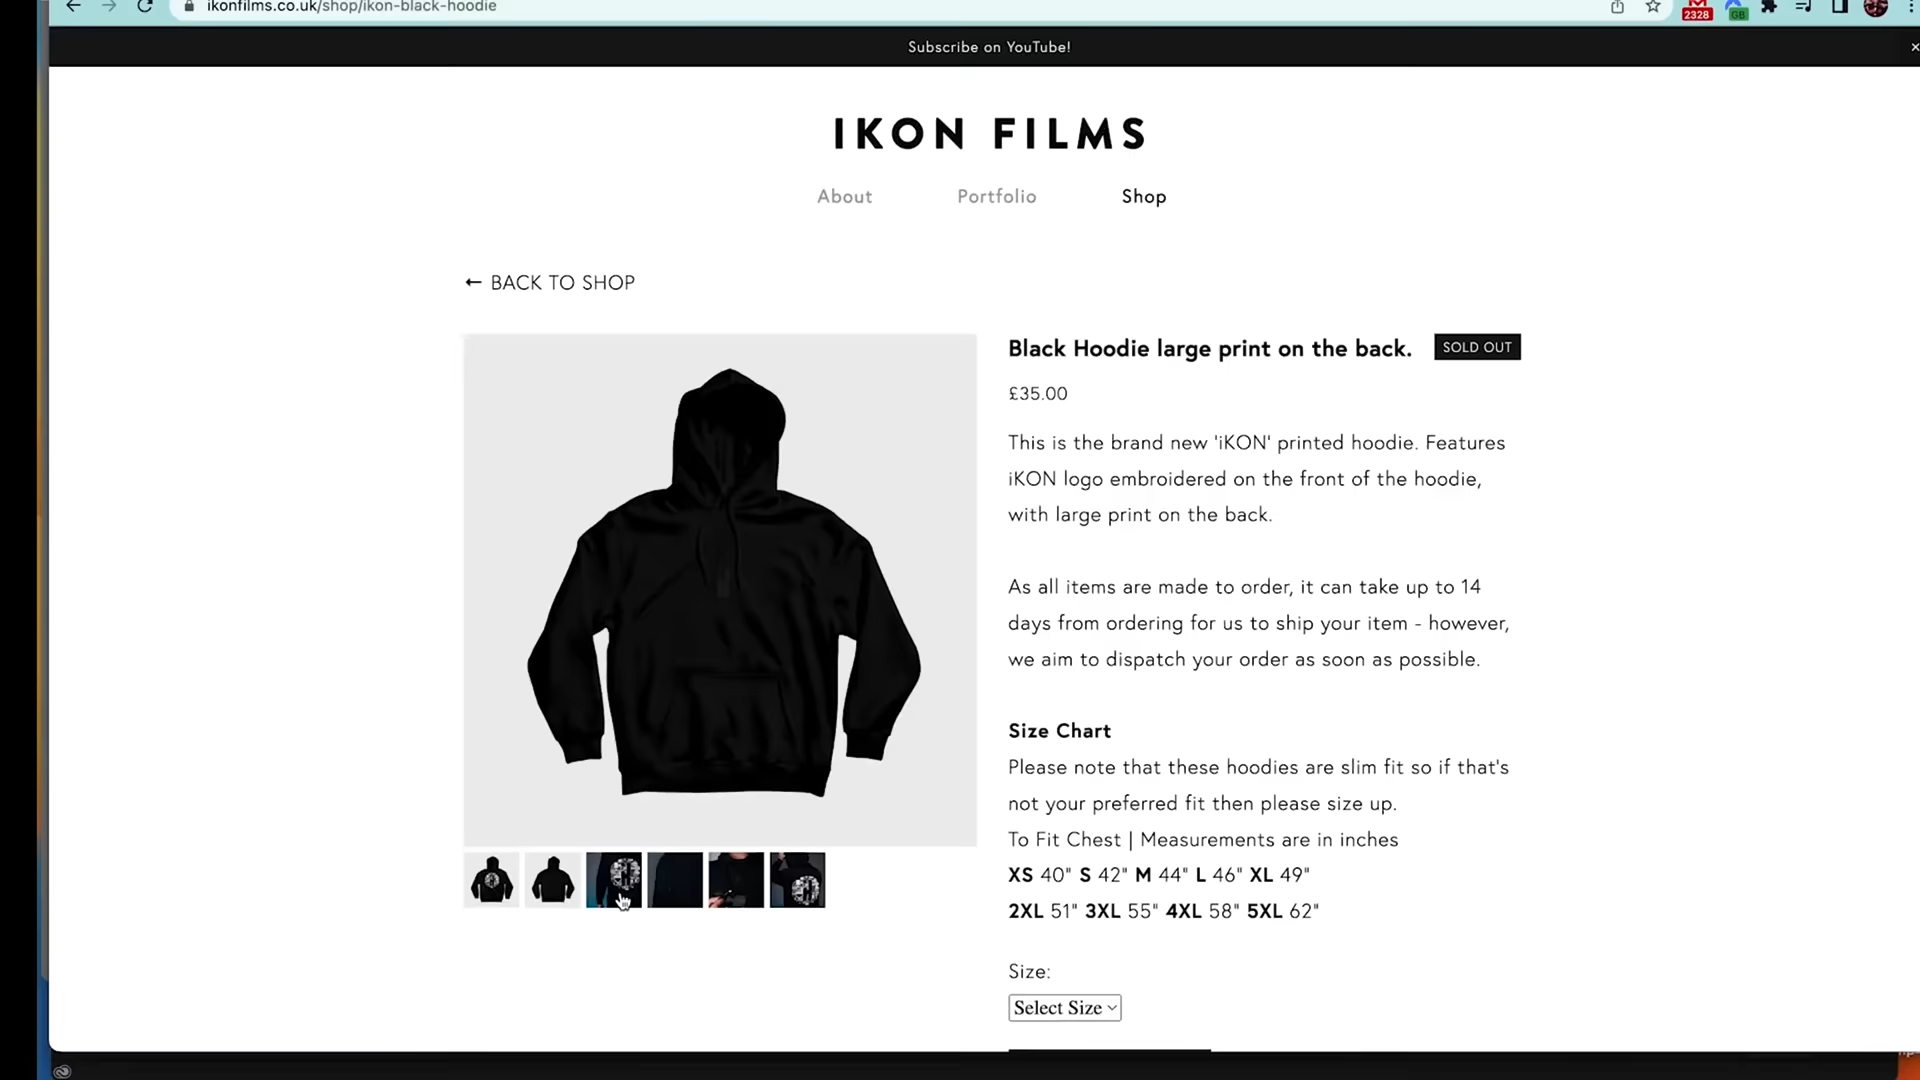 ikonfilms.co.uk/shop/ikon-black-hoodie
2328
GB
Subscribe on YouTube!
×
IKON FILMS
About
Portfolio
Shop
← BACK TO SHOP
Black Hoodie large print on the back.
SOLD OUT
£35.00
This is the brand new 'iKON' printed hoodie. Features
iKON logo embroidered on the front of the hoodie,
with large print on the back.
As all items are made to order, it can take up to 14
days from ordering for us to ship your item - however,
we aim to dispatch your order as soon as possible.
Size Chart
Please note that these hoodies are slim fit so if that's
not your preferred fit then please size up.
To Fit Chest | Measurements are in inches
XS 40" S 42" M 44" L 46" XL 49"
2XL 51" 3XL 55" 4XL 58" 5XL 62"
Size:
Select Size